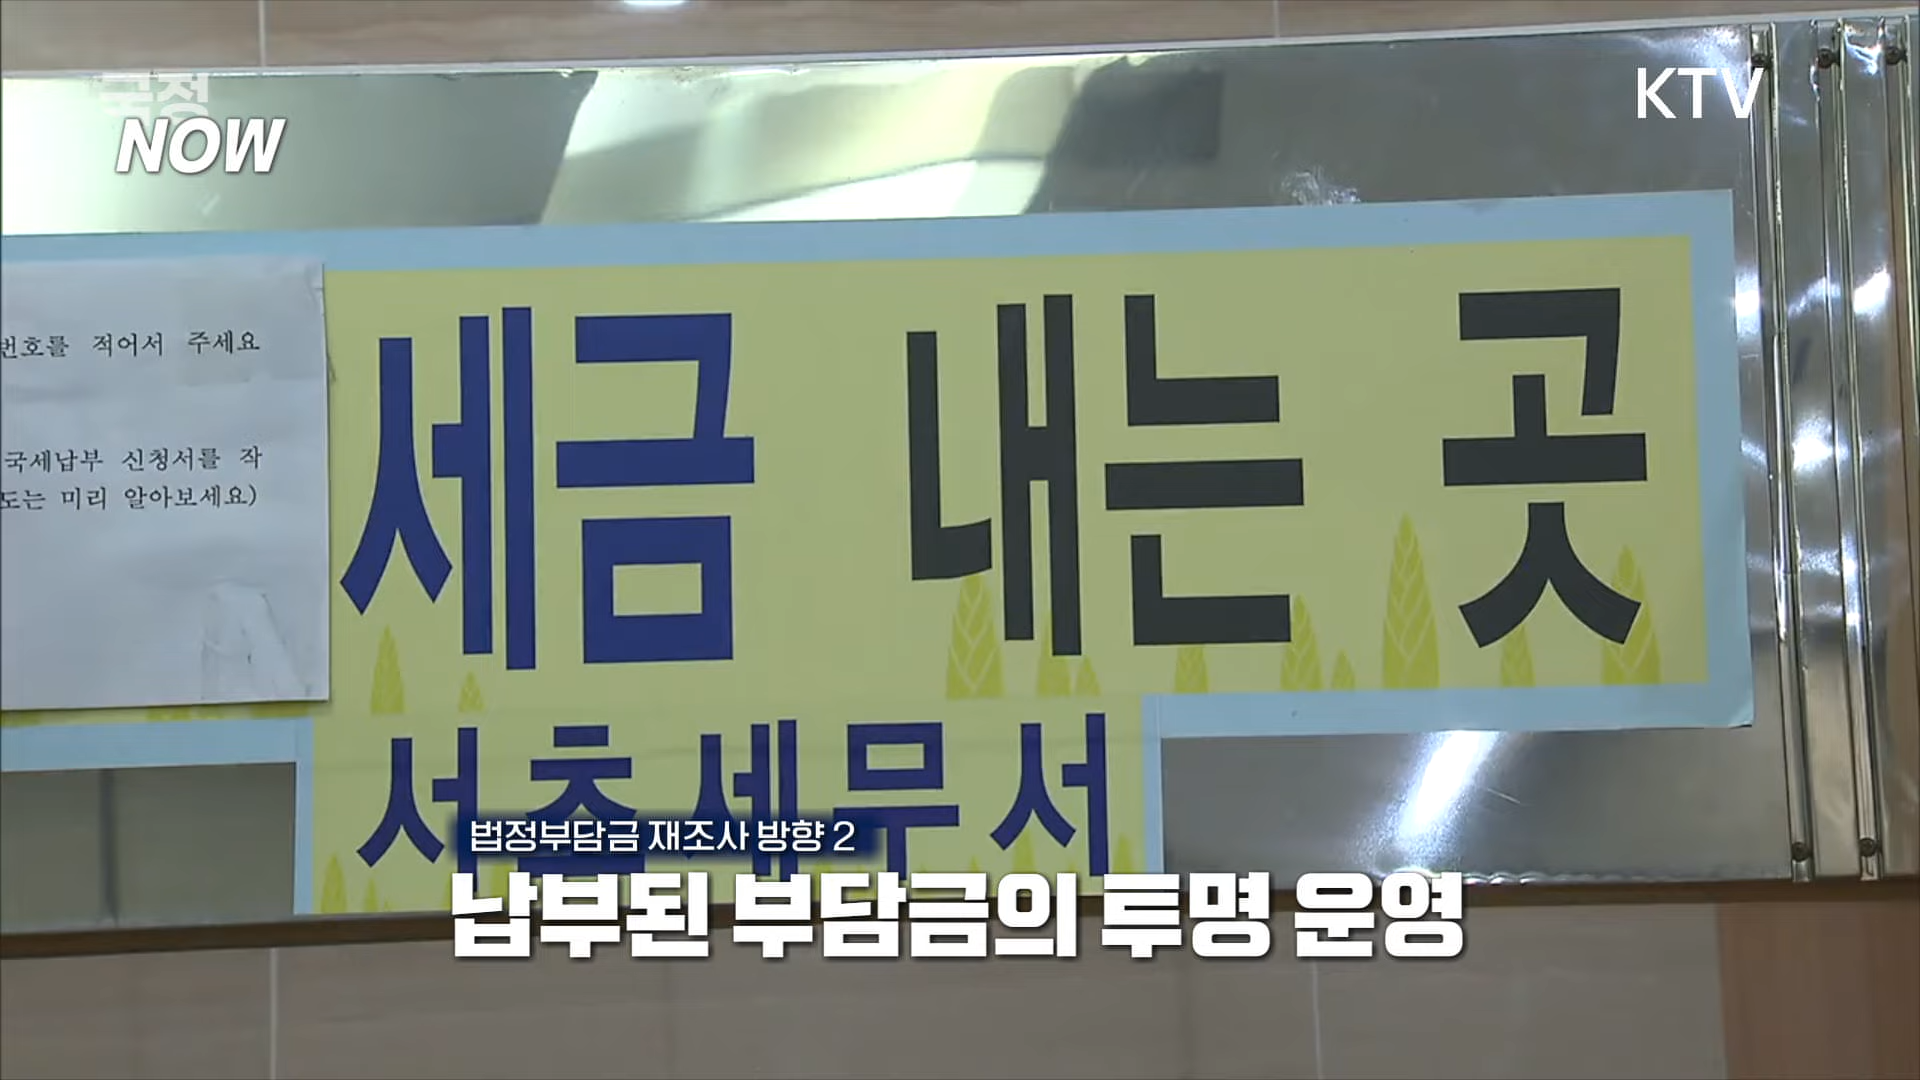 국정
NOW
KTV
번호를 적어서 주세요
국세납부 신청서를 작
도는 미리 알아보세요)
세금 내는 곳
서초세무서
법정부담금 재조사 방향 2
납부된 부담금의 투명 운영